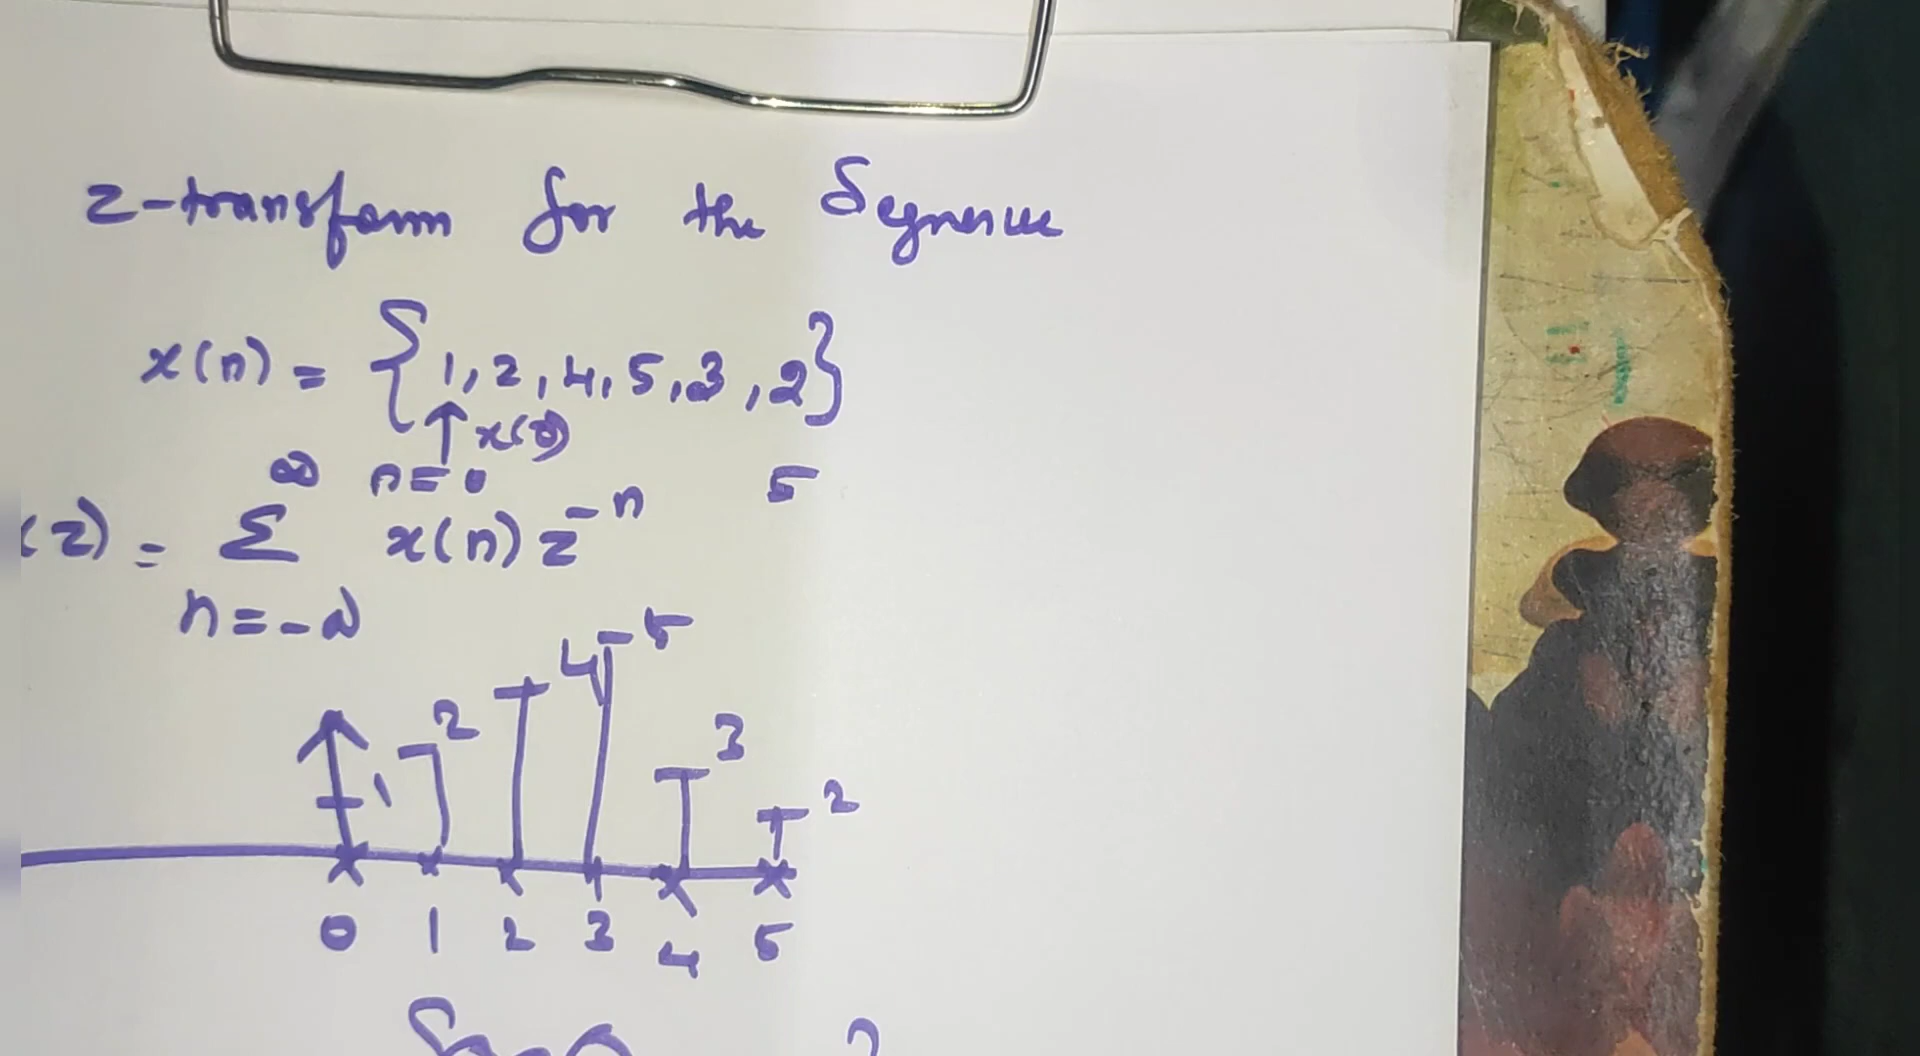 z-transform for the Sequence
x(n) = {1, 2, 4, 5, 3, 2}
↑ x(0)
n=0 5
(z) = ∞ Σ n=-∞ x(n) z^-n
1 2 4 5 3 2
0 1 2 3 4 5